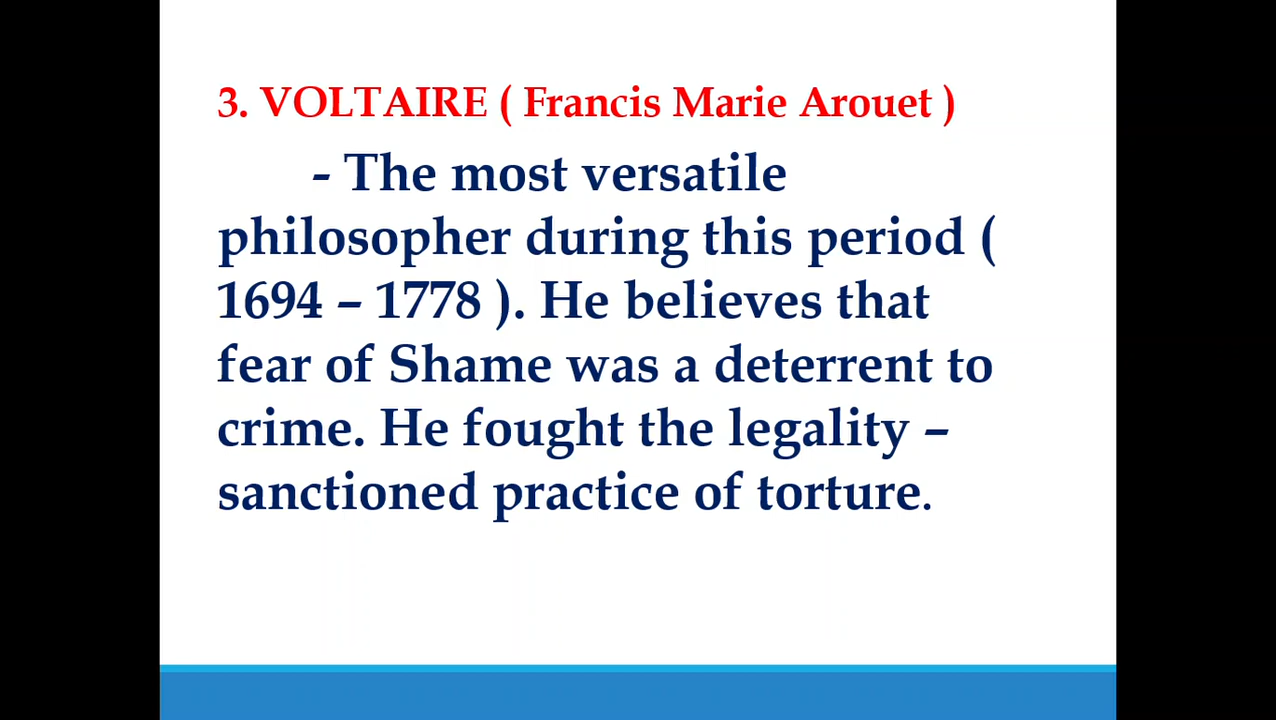 3. VOLTAIRE ( Francis Marie Arouet )
- The most versatile
philosopher during this period (
1694 – 1778 ). He believes that
fear of Shame was a deterrent to
crime. He fought the legality –
sanctioned practice of torture.